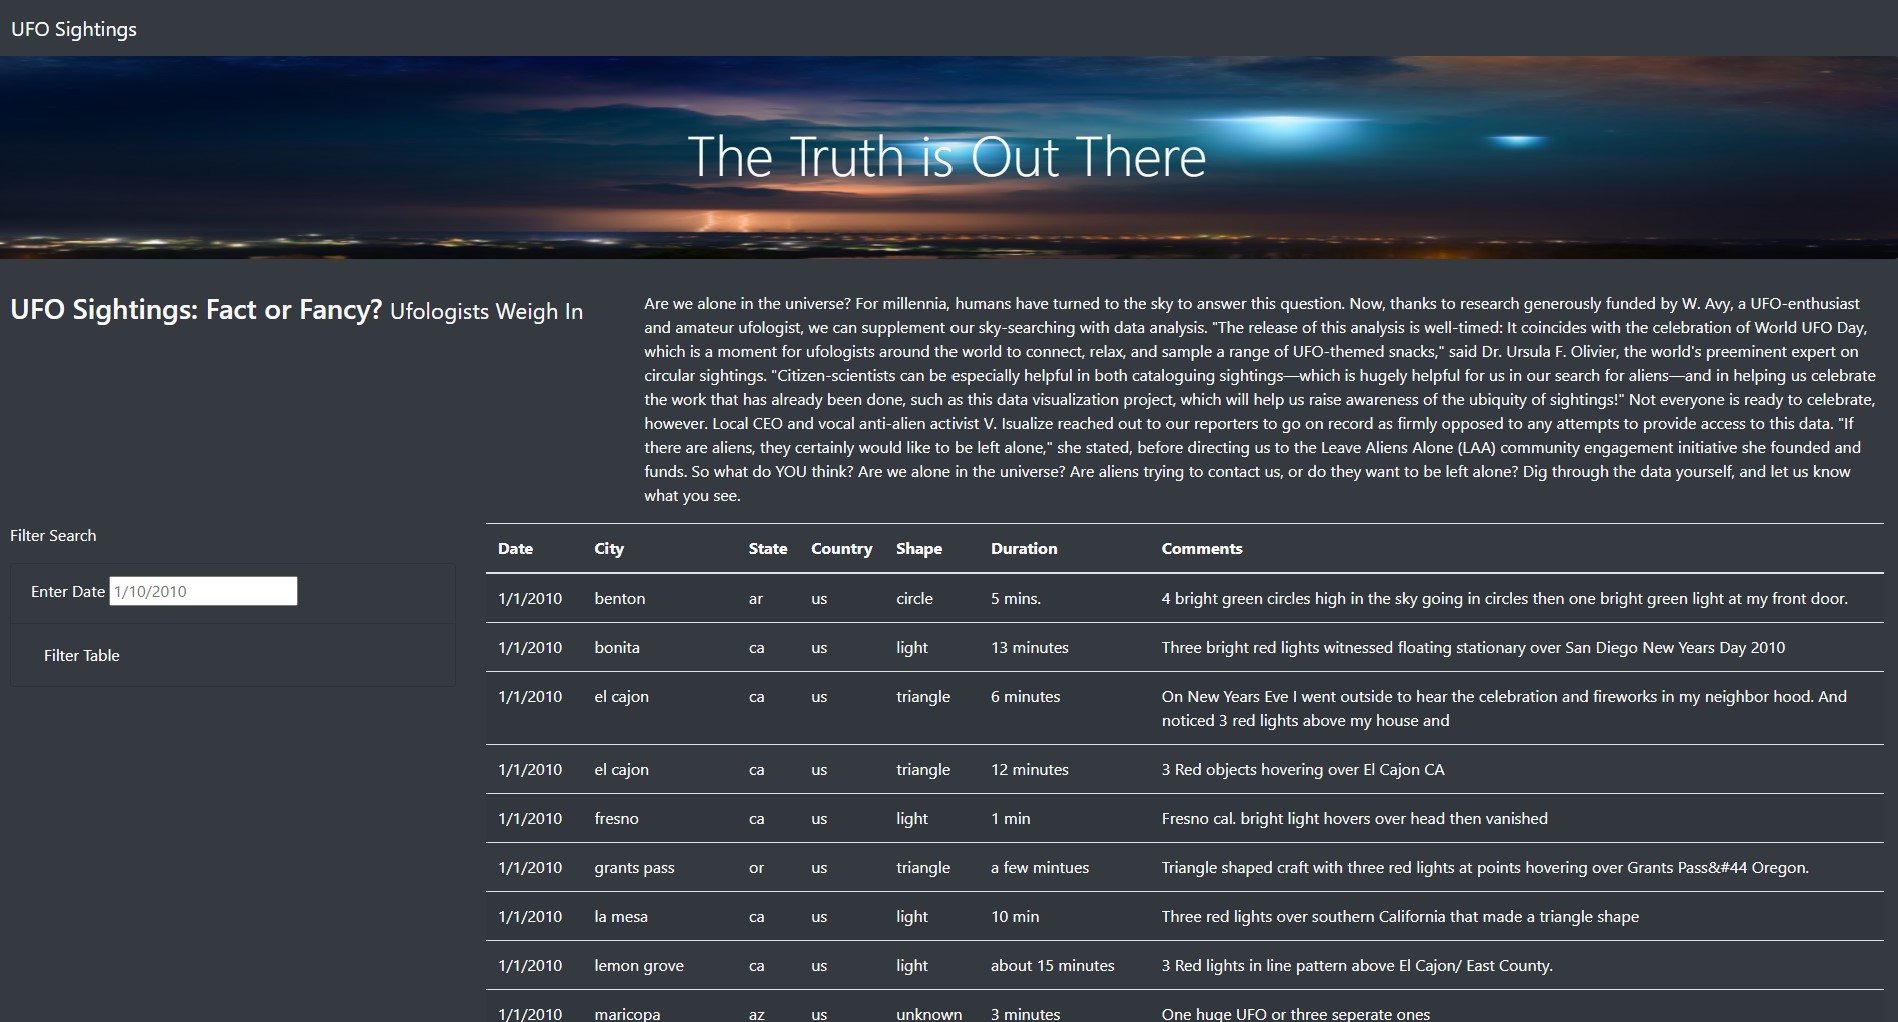 UFO Sightings
The Truth is Out There
UFO Sightings: Fact or Fancy? Ufologists Weigh In
Are we alone in the universe? For millennia, humans have turned to the sky to answer this question. Now, thanks to research generously funded by W. Avy, a UFO-enthusiast
and amateur ufologist, we can supplement our sky-searching with data analysis. "The release of this analysis is well-timed: It coincides with the celebration of World UFO Day,
which is a moment for ufologists around the world to connect, relax, and sample a range of UFO-themed snacks," said Dr. Ursula F. Olivier, the world's preeminent expert on
circular sightings. "Citizen-scientists can be especially helpful in both cataloguing sightings—which is hugely helpful for us in our search for aliens—and in helping us celebrate
the work that has already been done, such as this data visualization project, which will help us raise awareness of the ubiquity of sightings!" Not everyone is ready to celebrate,
however. Local CEO and vocal anti-alien activist V. Isualize reached out to our reporters to go on record as firmly opposed to any attempts to provide access to this data. "If
there are aliens, they certainly would like to be left alone," she stated, before directing us to the Leave Aliens Alone (LAA) community engagement initiative she founded and
funds. So what do YOU think? Are we alone in the universe? Are aliens trying to contact us, or do they want to be left alone? Dig through the data yourself, and let us know
what you see.
Filter Search
Enter Date 1/10/2010
Filter Table
Date City State Country Shape Duration Comments
1/1/2010 benton ar us circle 5 mins. 4 bright green circles high in the sky going in circles then one bright green light at my front door.
1/1/2010 bonita ca us light 13 minutes Three bright red lights witnessed floating stationary over San Diego New Years Day 2010
1/1/2010 el cajon ca us triangle 6 minutes On New Years Eve I went outside to hear the celebration and fireworks in my neighbor hood. And
noticed 3 red lights above my house and
1/1/2010 el cajon ca us triangle 12 minutes 3 Red objects hovering over El Cajon CA
1/1/2010 fresno ca us light 1 min Fresno cal. bright light hovers over head then vanished
1/1/2010 grants pass or us triangle a few mintues Triangle shaped craft with three red lights at points hovering over Grants Pass&#44 Oregon.
1/1/2010 la mesa ca us light 10 min Three red lights over southern California that made a triangle shape
1/1/2010 lemon grove ca us light about 15 minutes 3 Red lights in line pattern above El Cajon/ East County.
1/1/2010 maricopa az us unknown 3 minutes One huge UFO or three seperate ones